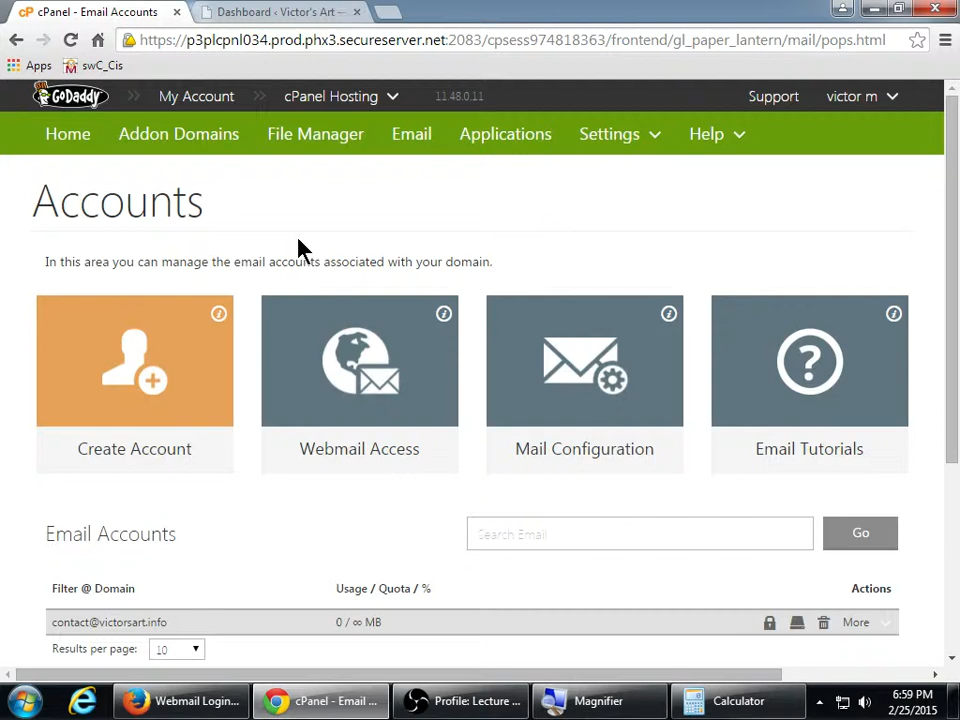 cP cPanel - Email Accounts ×
Dashboard ‹ Victor's Art — ×
https://p3plcpnl034.prod.phx3.secureserver.net:2083/cpsess974818363/frontend/gl_paper_lantern/mail/pops.html
Apps swC_Cis
GoDaddy My Account cPanel Hosting 11.48.0.11 Support victor m
Home Addon Domains File Manager Email Applications Settings Help
Accounts
In this area you can manage the email accounts associated with your domain.
Create Account Webmail Access Mail Configuration Email Tutorials
Email Accounts Search Email Go
Filter @ Domain Usage / Quota / % Actions
contact@victorsart.info 0 / ∞ MB More
Results per page: 10
Webmail Login... cPanel - Email ... Profile: Lecture ... Magnifier Calculator
6:59 PM
2/25/2015